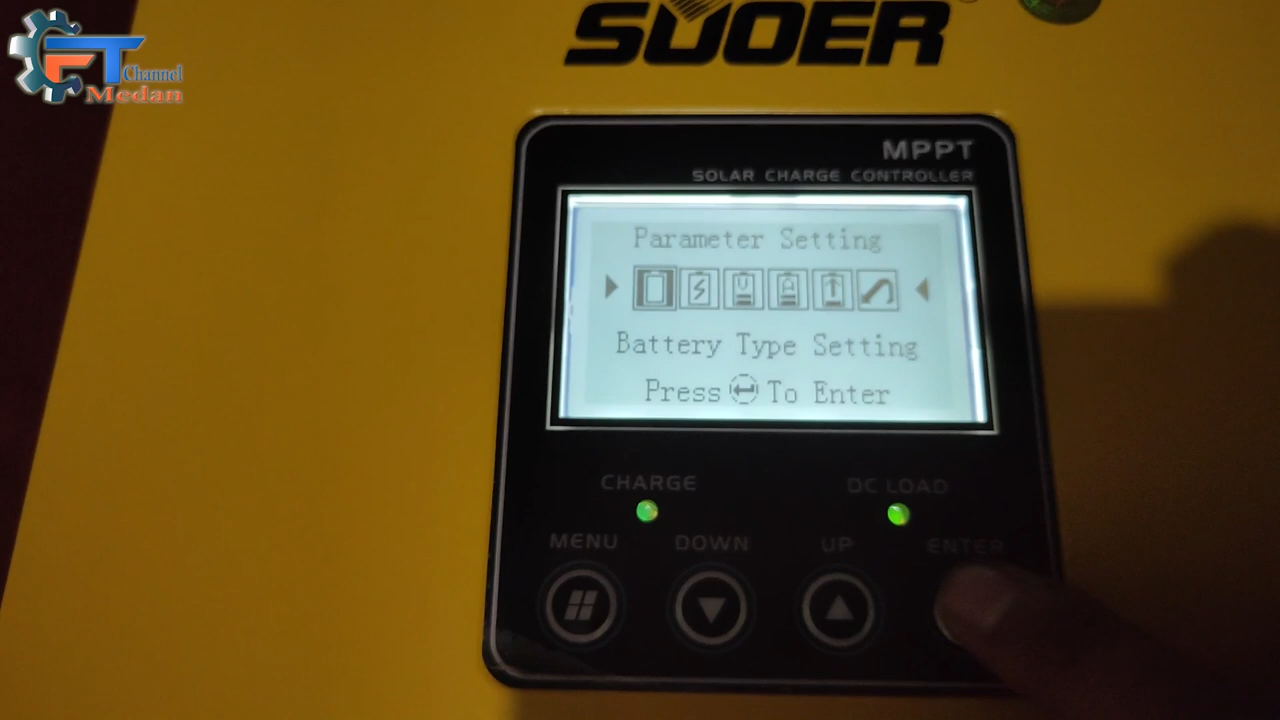 FT Channel
Medan
SUOER
MPPT
SOLAR CHARGE CONTROLLER
Parameter Setting
Battery Type Setting
Press To Enter
CHARGE
DC LOAD
MENU
DOWN
UP
ENTER